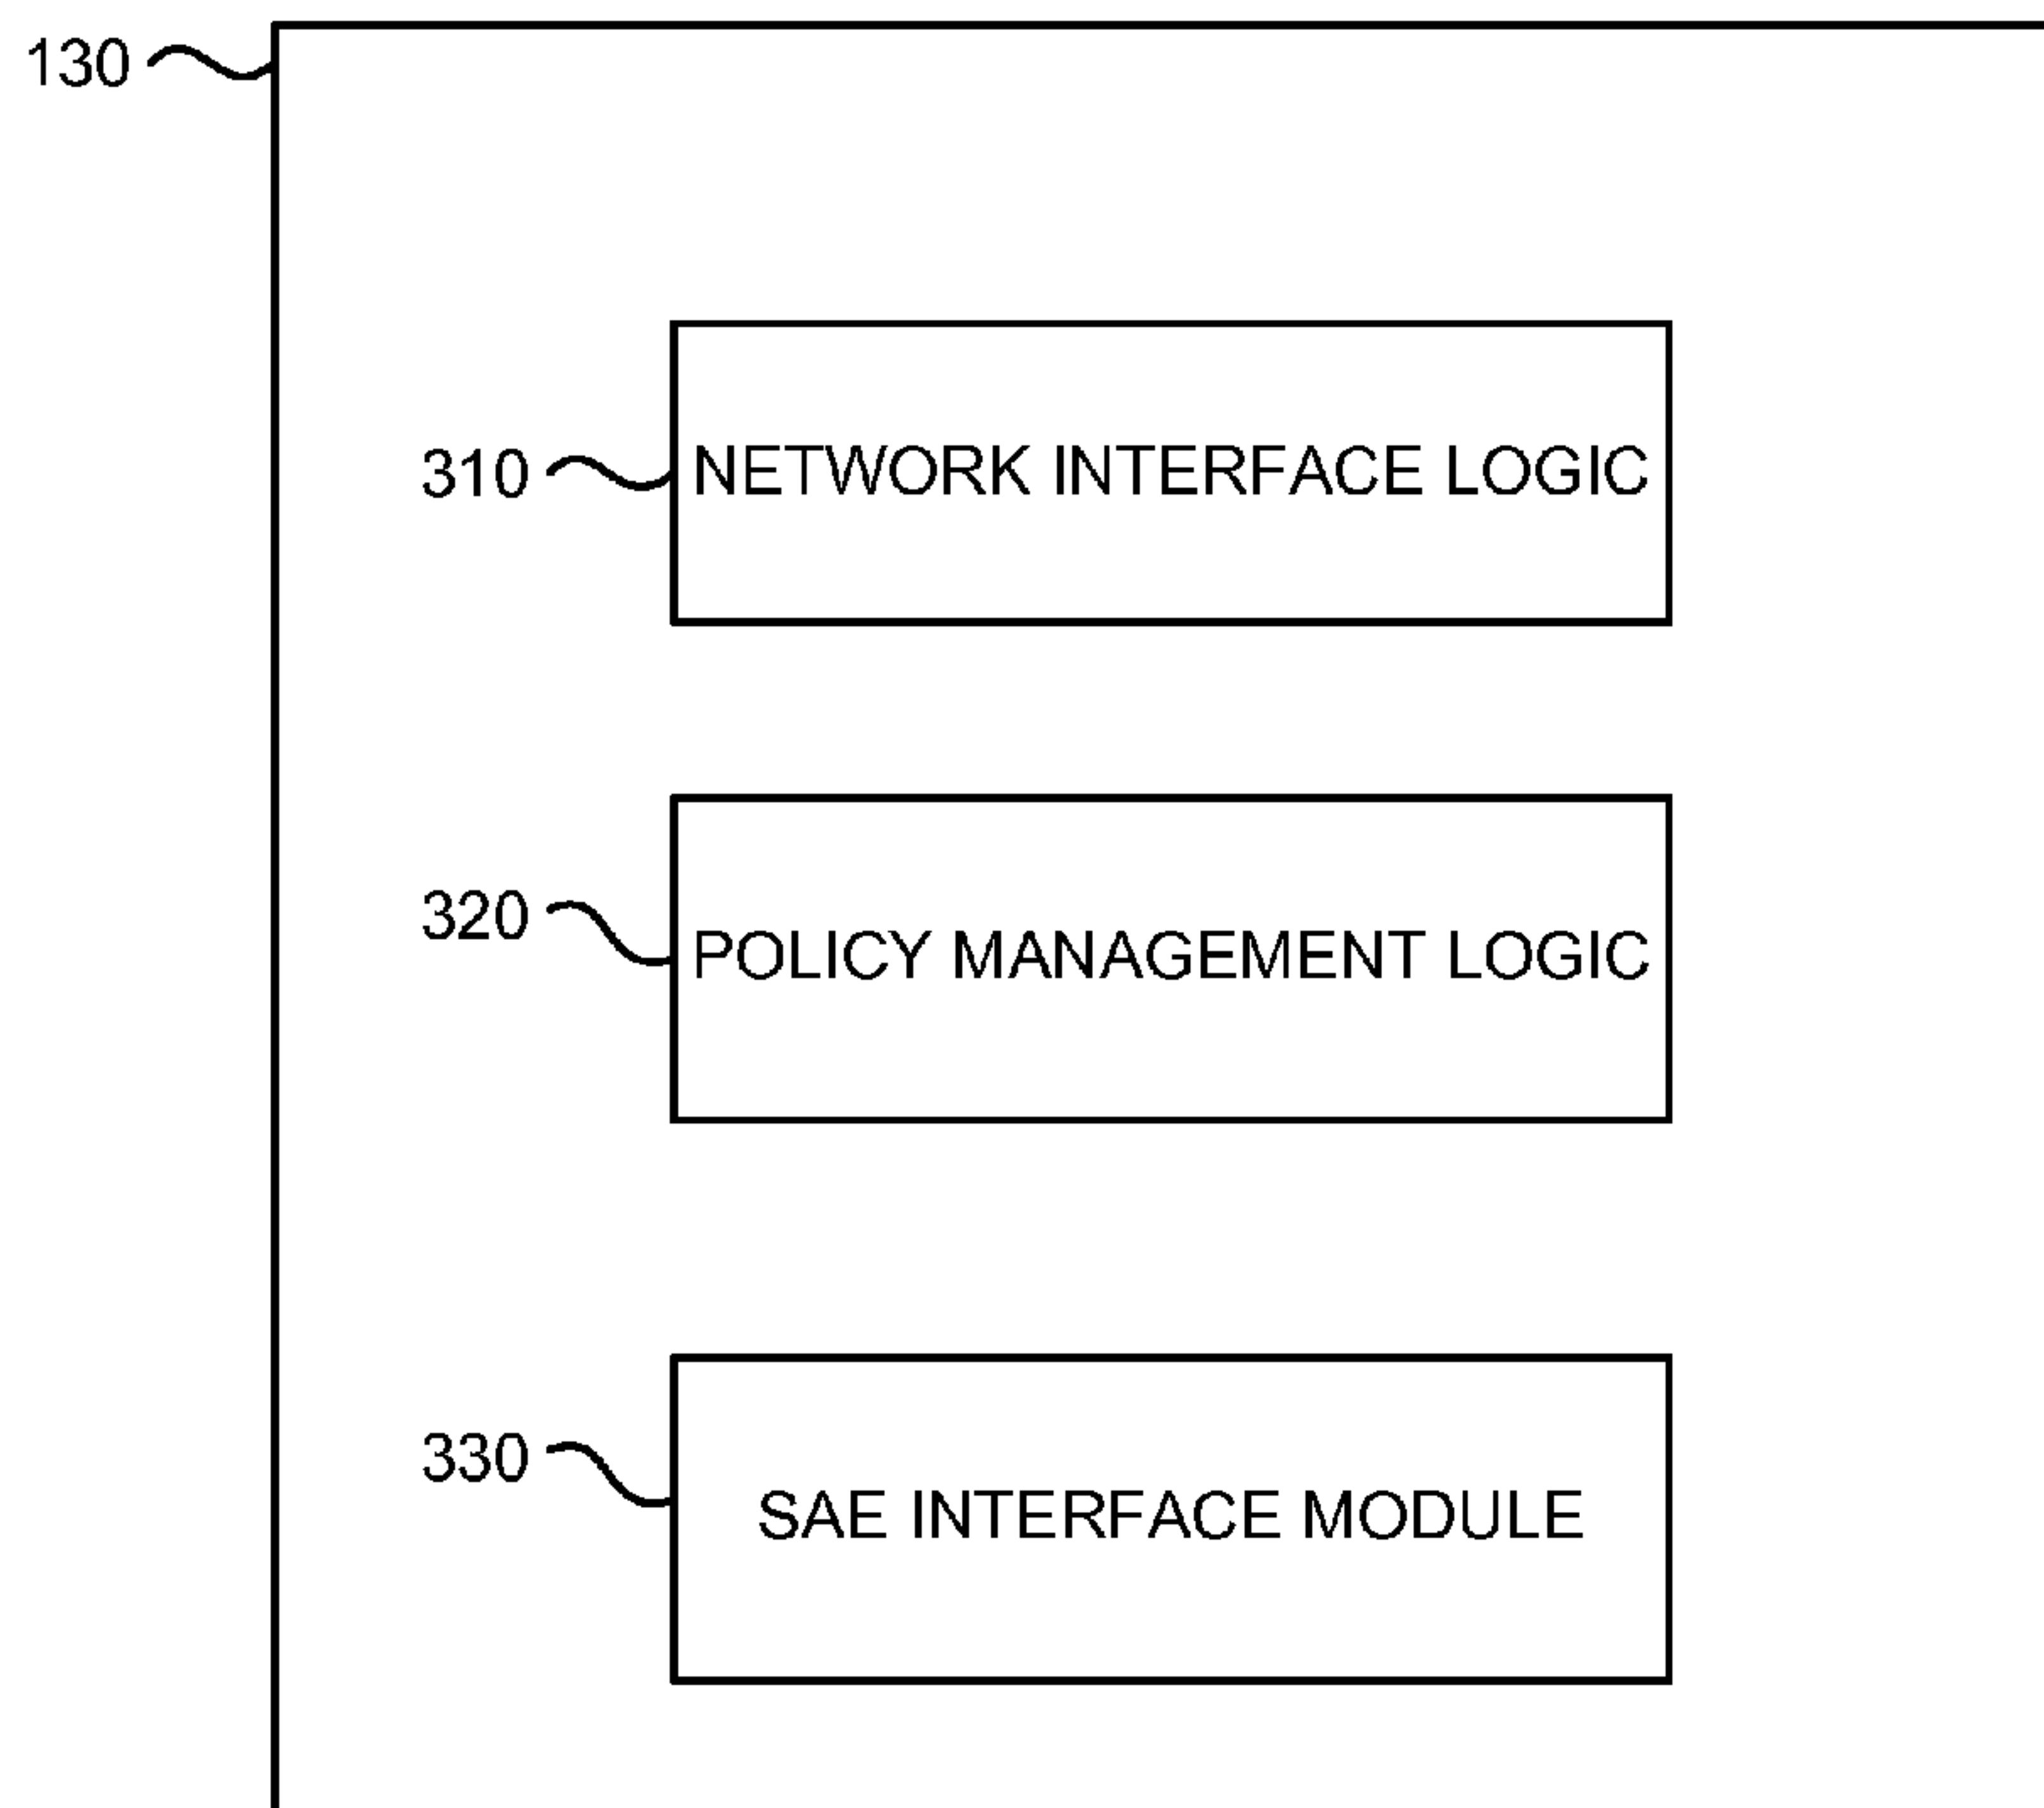 130
310 NETWORK INTERFACE LOGIC
320 POLICY MANAGEMENT LOGIC
330 SAE INTERFACE MODULE